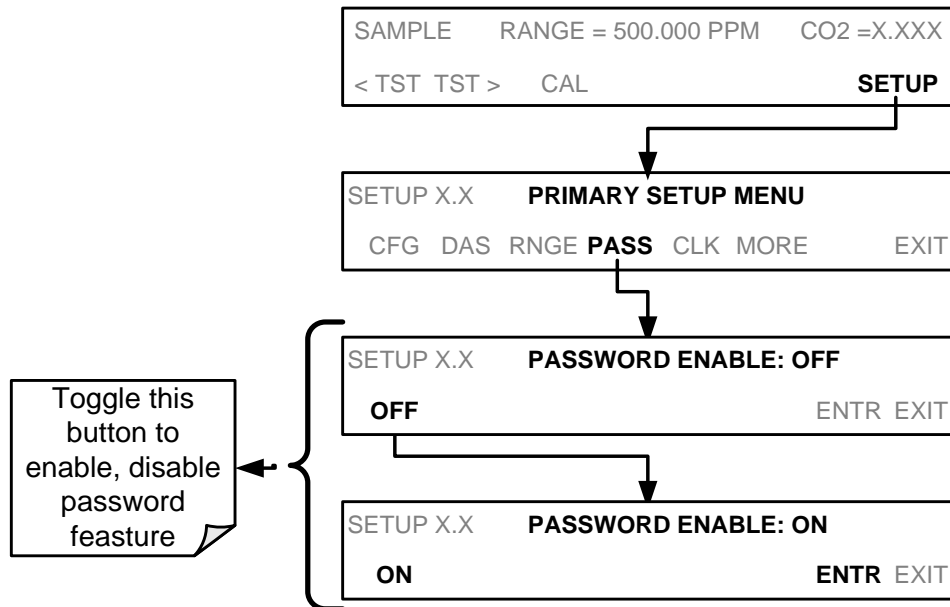 SAMPLE RANGE = 500.000 PPM CO2 =X.XXX
< TST TST > CAL SETUP
SETUP X.X PRIMARY SETUP MENU
CFG DAS RNGE PASS CLK MORE EXIT
SETUP X.X PASSWORD ENABLE: OFF
OFF ENTR EXIT
Toggle this
button to
enable, disable
password
feasture
SETUP X.X PASSWORD ENABLE: ON
ON ENTR EXIT